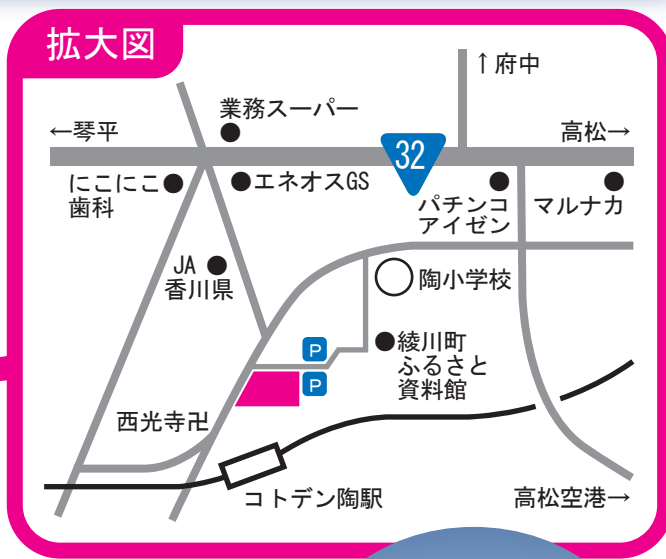 拡大図
↑府中
業務スーパー
←琴平
高松→
32
にこにこ
歯科
エネオスGS
パチンコ
アイゼン
マルナカ
JA
香川県
陶小学校
P
P
綾川町
ふるさと
資料館
西光寺卍
コトデン陶駅
高松空港→